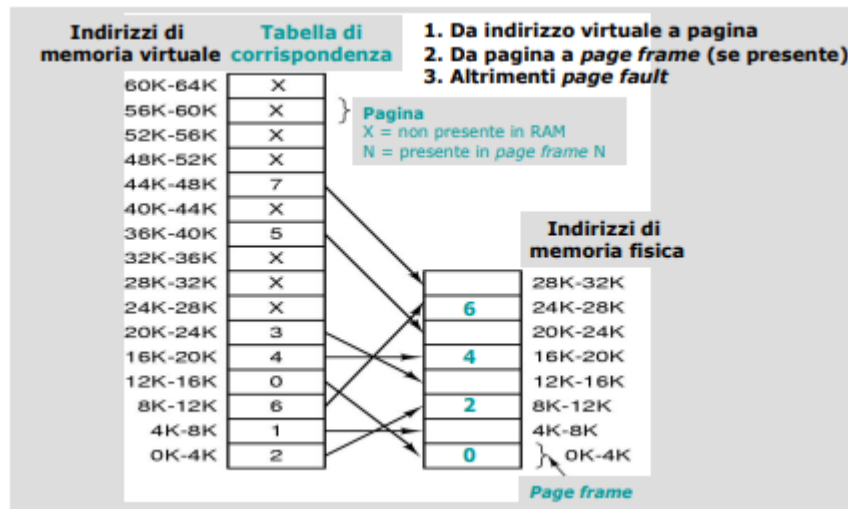 Indirizzi di
memoria virtuale
Tabella di
corrispondenza
1. Da indirizzo virtuale a pagina
2. Da pagina a page frame (se presente)
3. Altrimenti page fault
60K-64K X
56K-60K X
52K-56K X
48K-52K X
44K-48K 7
40K-44K X
36K-40K 5
32K-36K X
28K-32K X
24K-28K X
20K-24K 3
16K-20K 4
12K-16K 0
8K-12K 6
4K-8K 1
0K-4K 2
Pagina
X = non presente in RAM
N = presente in page frame N
Indirizzi di
memoria fisica
28K-32K
6 24K-28K
20K-24K
4 16K-20K
12K-16K
2 8K-12K
4K-8K
0 0K-4K
Page frame